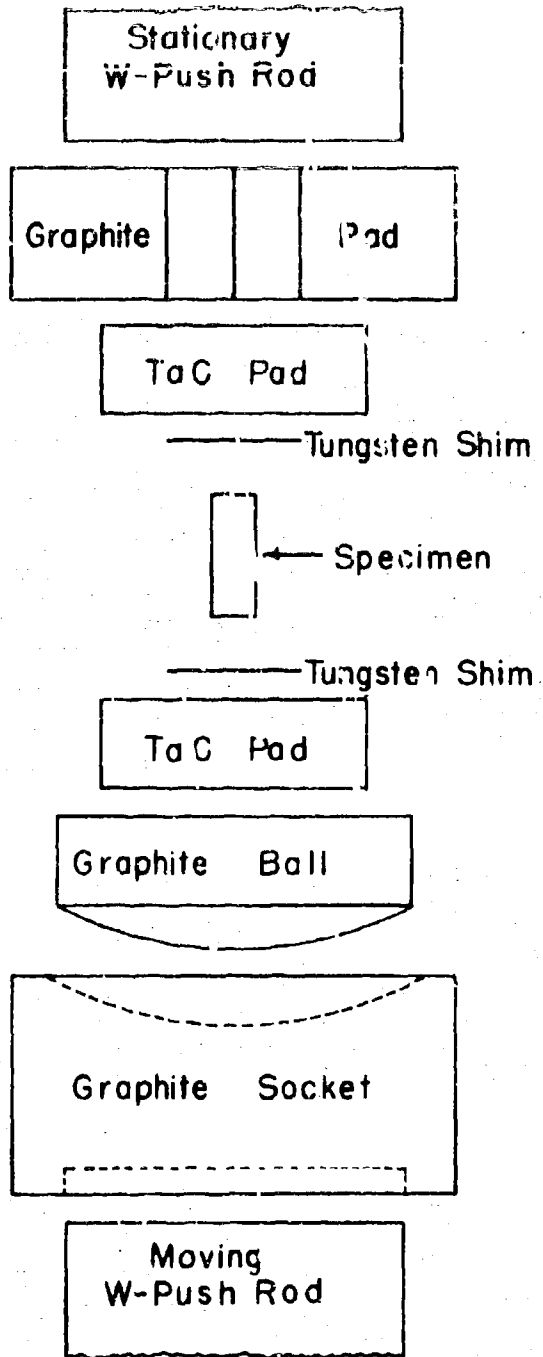 Stationary
W-Push Rod
Graphite Pad
TaC Pad
Tungsten Shim
Specimen
Tungsten Shim
TaC Pad
Graphite Ball
Graphite Socket
Moving
W-Push Rod